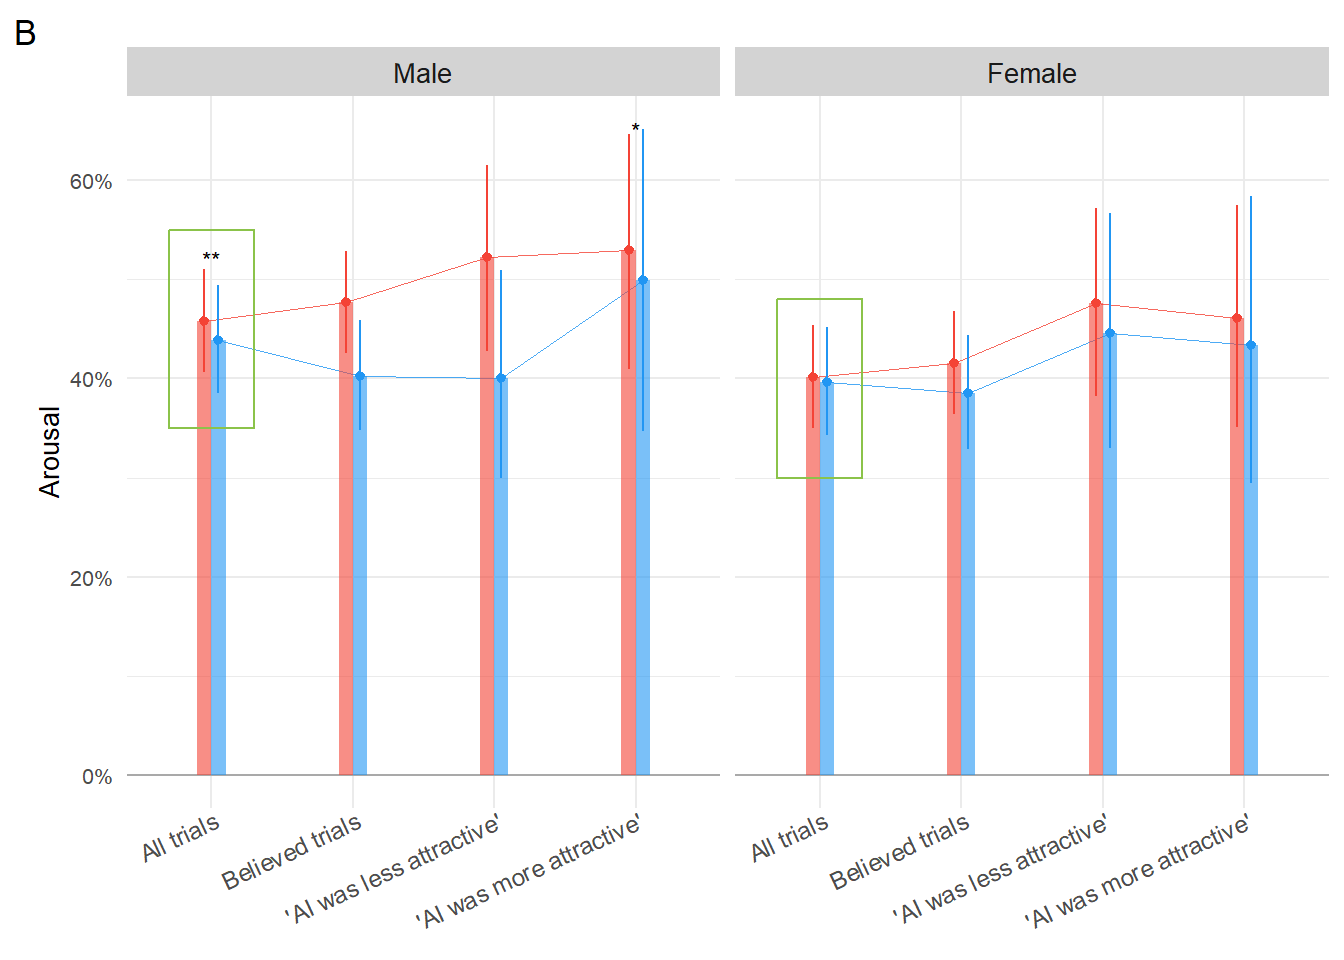 B
Male
Female
60%
40%
20%
0%
Arousal
**
*
All trials
Believed trials
'AI was less attractive'
'AI was more attractive'
All trials
Believed trials
'AI was less attractive'
'AI was more attractive'